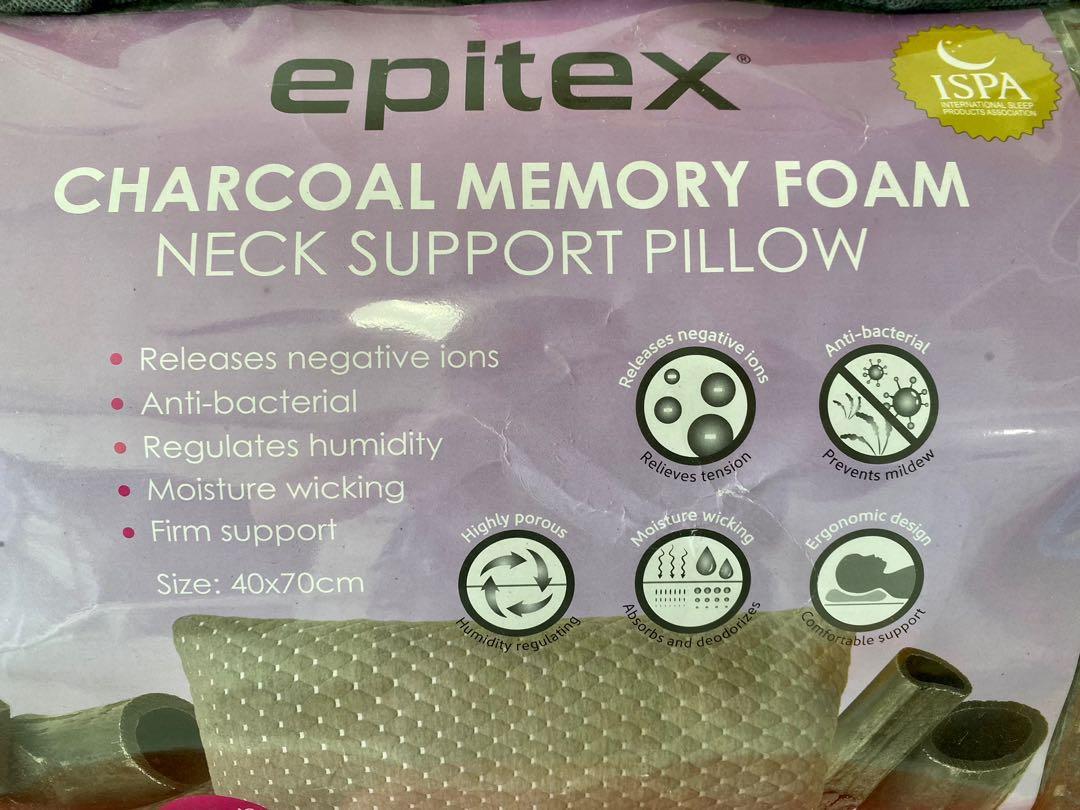 epitex®
ISPA
INTERNATIONAL SLEEP
PRODUCTS ASSOCIATION
CHARCOAL MEMORY FOAM
NECK SUPPORT PILLOW
• Releases negative ions
• Anti-bacterial
• Regulates humidity
• Moisture wicking
• Firm support
Size: 40x70cm
Releases negative ions
Relieves tension
Anti-bacterial
Prevents mildew
Highly porous
Humidity regulating
Moisture wicking
Absorbs and deodorizes
Ergonomic design
Comfortable support